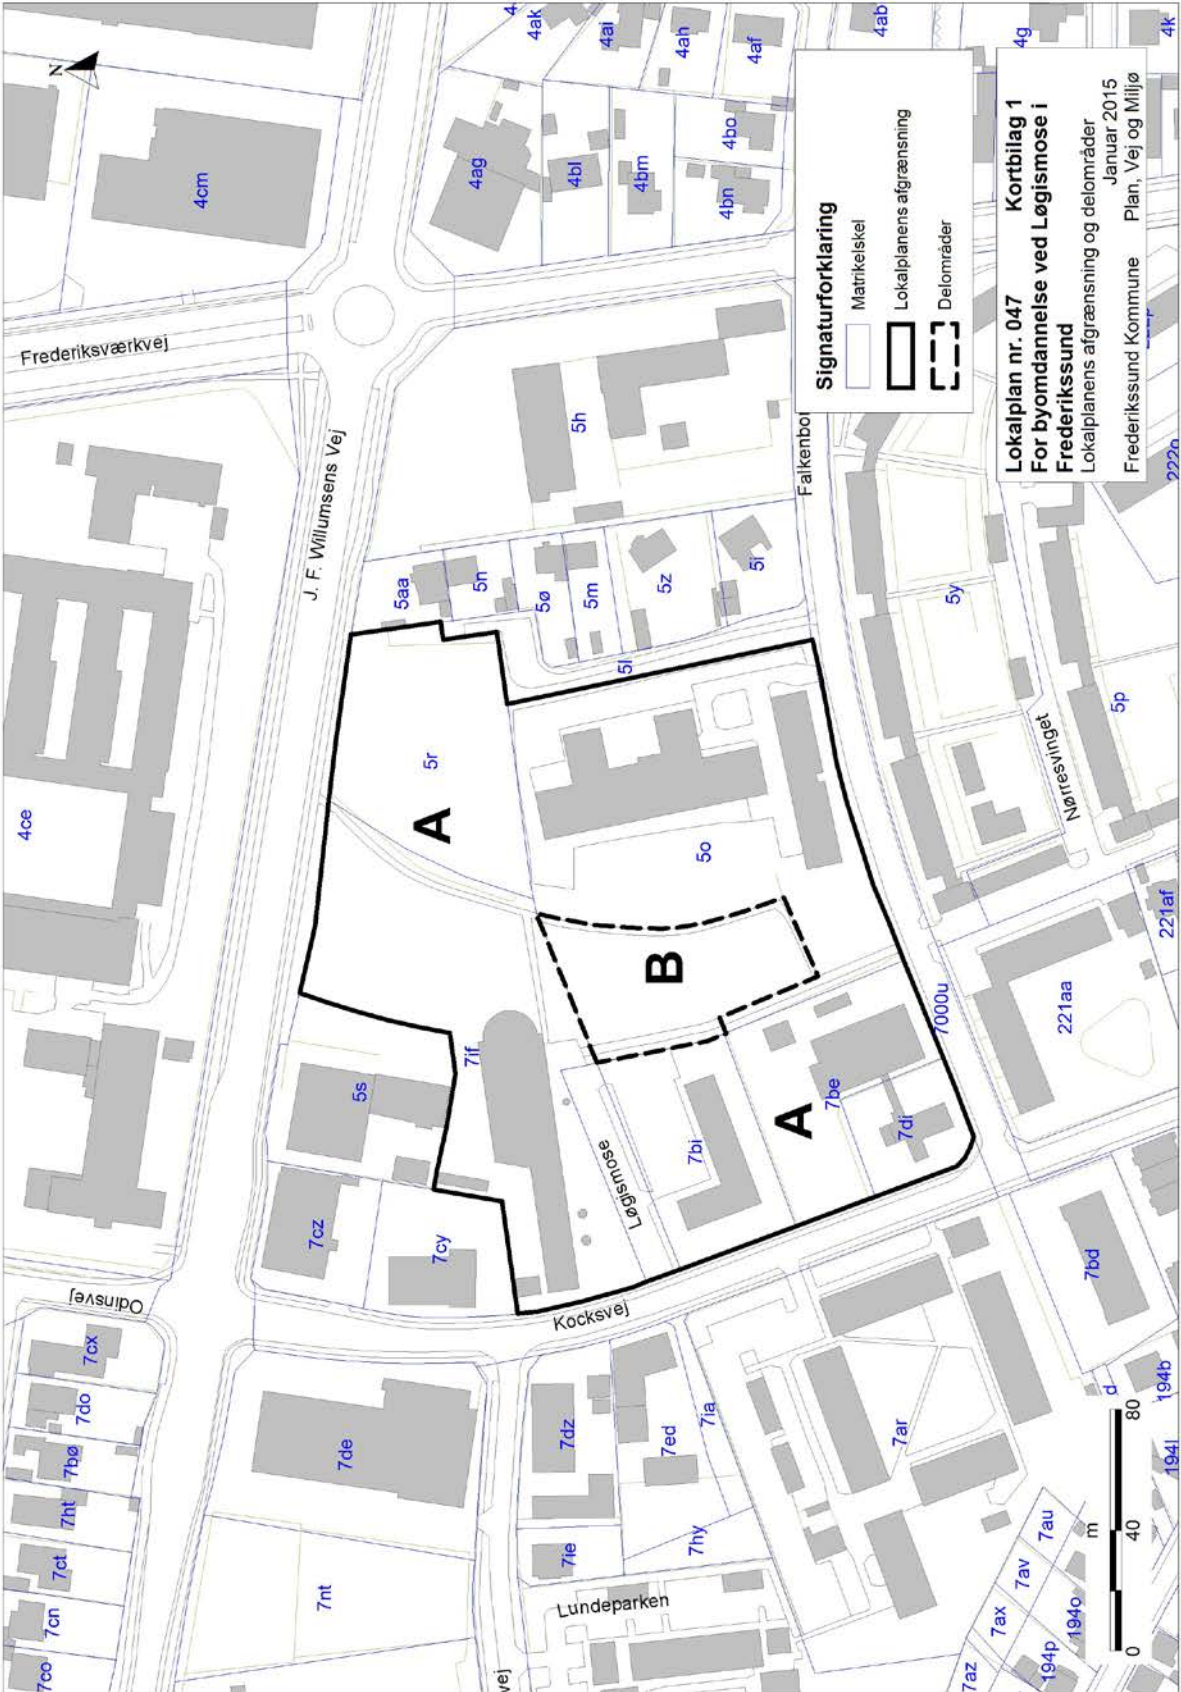 7co
7cn
7ct
7ht
7bø
7do
7cx
Odinsvej
4ce
Frederiksværkvej
N
4cm
7nt
7de
7cz
5s
J. F. Willumsens Vej
7cy
7if
A
5r
5aa
5n
4ag
4ak
vej
Lundeparken
7ie
7dz
Kocksvej
5ø
5m
5h
4bl
4ai
7ed
7hy
7ia
Løgismose
7bi
B
5l
5z
4bm
4ah
5o
5i
4bn
4bo
4af
A
7be
Falkenbor
7ar
7di
7000u
5y
4ab
Signaturforklaring
Matrikelskel
Lokalplanens afgrænsning
Delområder
7az
7ax
7av
7au
194p
194o
7bd
221aa
Nørresvinget
5p
4g
Lokalplan nr. 047 Kortbilag 1
For byomdannelse ved Løgismose i
Frederikssund
Lokalplanens afgrænsning og delområder
Januar 2015
Frederikssund Kommune Plan, Vej og Miljø
m
0 40 80
d
194b
221af
4k